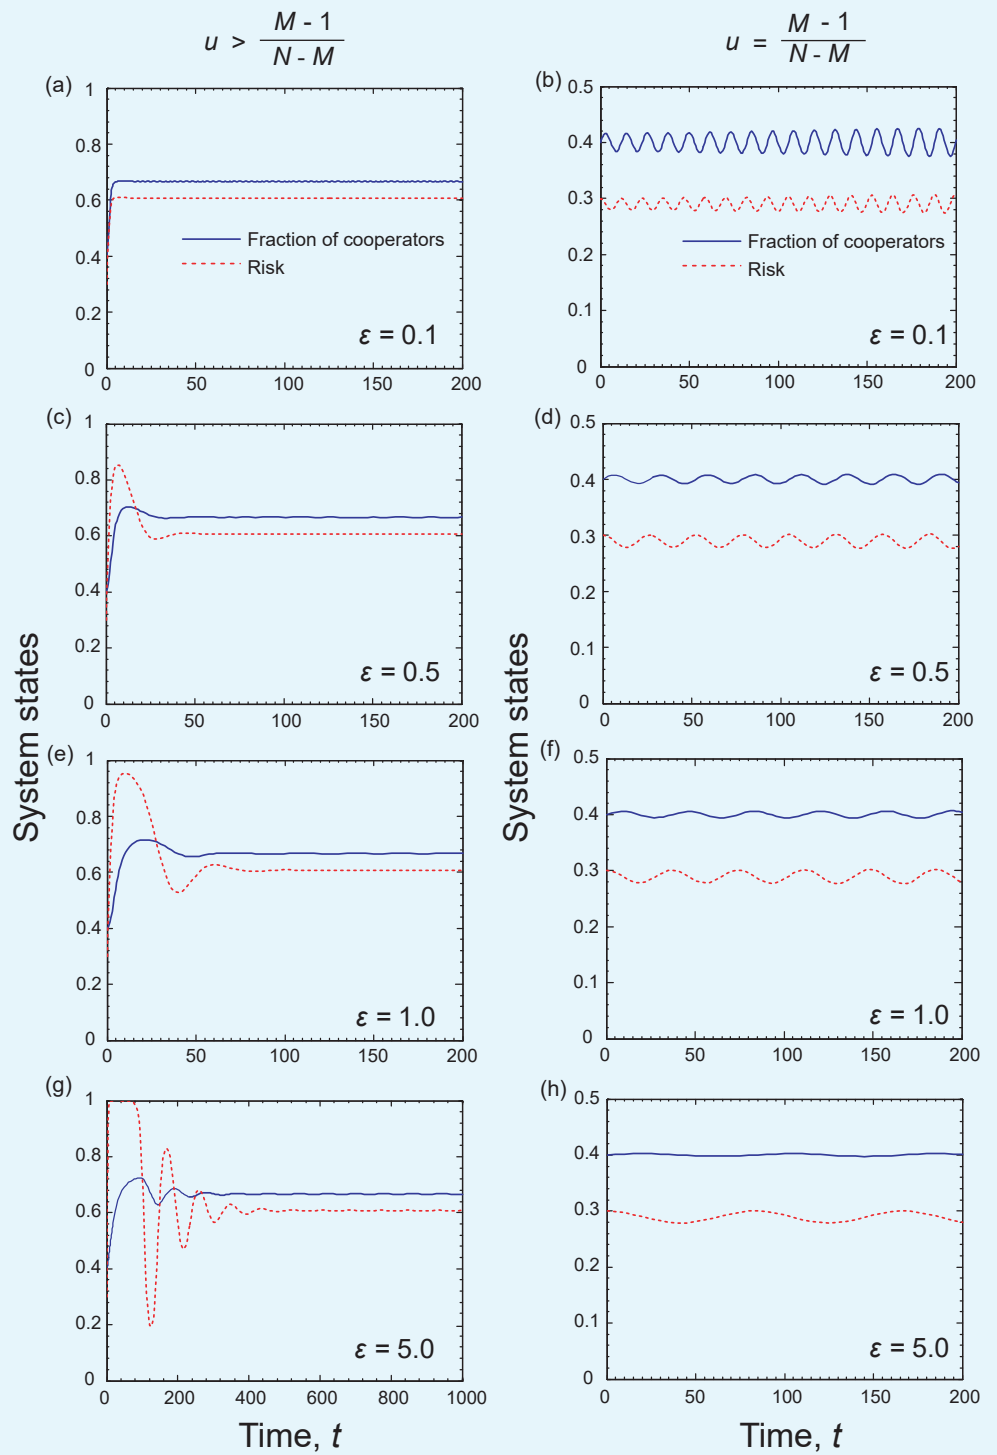 u > (M - 1)/(N - M)
u = (M - 1)/(N - M)
(a)
1
0.8
0.6
0.4
0.2
0
Fraction of cooperators
Risk
ε = 0.1
0 50 100 150 200
(b)
0.5
0.4
0.3
0.2
0.1
0
Fraction of cooperators
Risk
ε = 0.1
0 50 100 150 200
(c)
1
0.8
0.6
0.4
0.2
0
ε = 0.5
0 50 100 150 200
(d)
0.5
0.4
0.3
0.2
0.1
0
ε = 0.5
0 50 100 150 200
System states
System states
(e)
1
0.8
0.6
0.4
0.2
0
ε = 1.0
0 50 100 150 200
(f)
0.5
0.4
0.3
0.2
0.1
0
ε = 1.0
0 50 100 150 200
(g)
1
0.8
0.6
0.4
0.2
0
ε = 5.0
0 200 400 600 800 1000
Time, t
(h)
0.5
0.4
0.3
0.2
0.1
0
ε = 5.0
0 50 100 150 200
Time, t